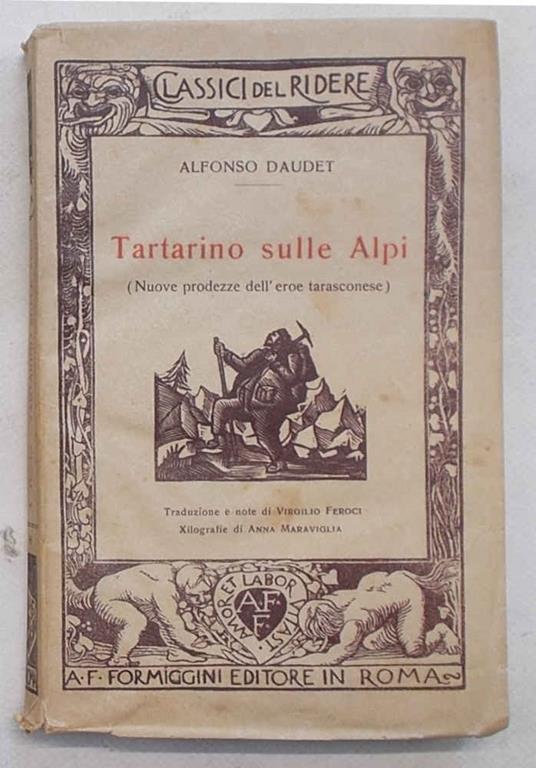 CLASSICI DEL RIDERE
ALFONSO DAUDET
Tartarino sulle Alpi
(Nuove prodezze dell'eroe tarasconese)
Traduzione e note di VIRGILIO FEROCI
Xilografie di ANNA MARAVIGLIA
AMOR ET LABOR VITAST
A.F.
F.
A. F. FORMIGGINI EDITORE IN ROMA